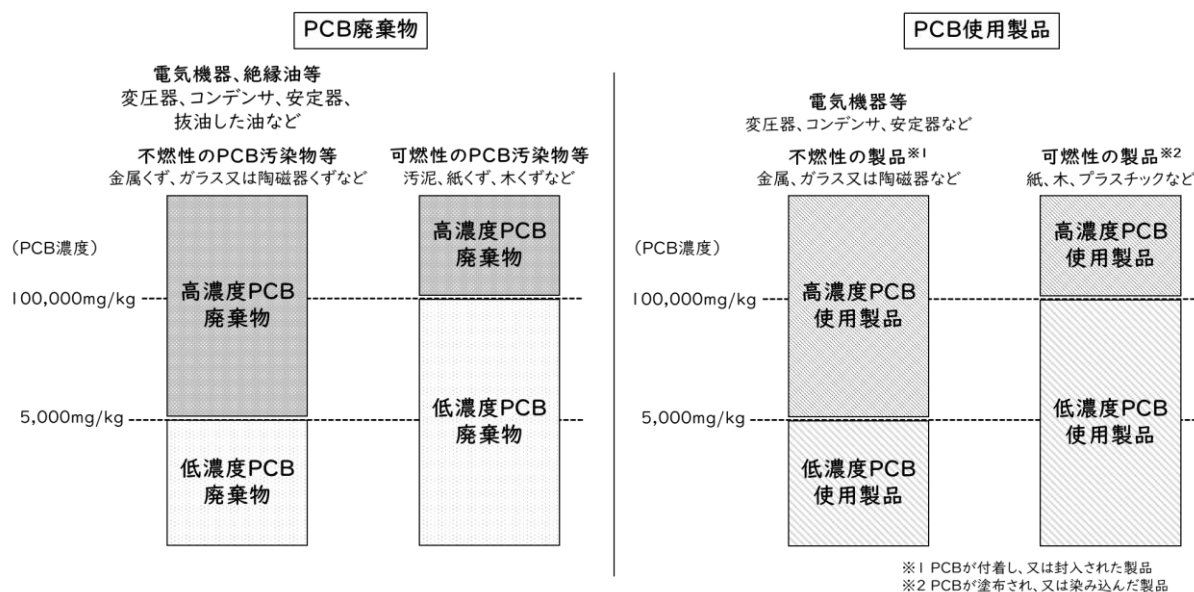 PCB廃棄物
電気機器、絶縁油等
変圧器、コンデンサ、安定器、
抜油した油など
不燃性のPCB汚染物等
金属くず、ガラス又は陶磁器くずなど
可燃性のPCB汚染物等
汚泥、紙くず、木くずなど
(PCB濃度)
100,000mg/kg
5,000mg/kg
高濃度PCB
廃棄物
低濃度PCB
廃棄物
高濃度PCB
廃棄物
低濃度PCB
廃棄物
PCB使用製品
電気機器等
変圧器、コンデンサ、安定器など
不燃性の製品※1
金属、ガラス又は陶磁器など
可燃性の製品※2
紙、木、プラスチックなど
100,000mg/kg
5,000mg/kg
高濃度PCB
使用製品
低濃度PCB
使用製品
高濃度PCB
使用製品
低濃度PCB
使用製品
※1 PCBが付着し、又は封入された製品
※2 PCBが塗布され、又は染み込んだ製品